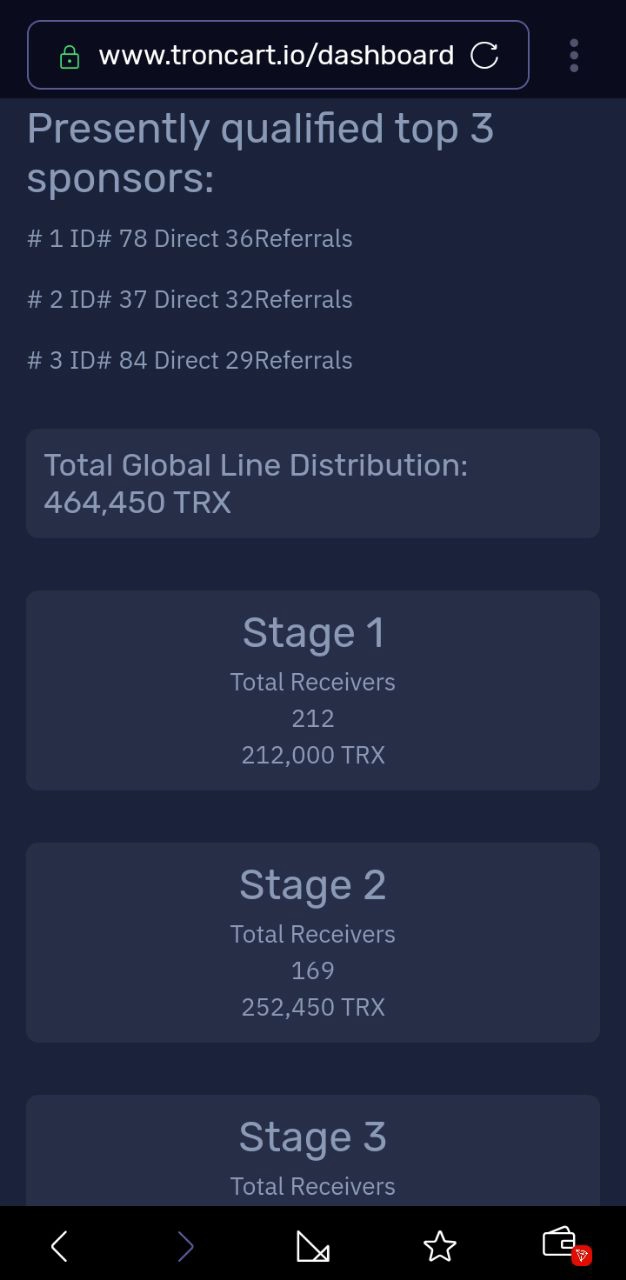 www.troncart.io/dashboard
Presently qualified top 3
sponsors:
# 1 ID# 78 Direct 36Referrals
# 2 ID# 37 Direct 32Referrals
# 3 ID# 84 Direct 29Referrals
Total Global Line Distribution:
464,450 TRX
Stage 1
Total Receivers
212
212,000 TRX
Stage 2
Total Receivers
169
252,450 TRX
Stage 3
Total Receivers